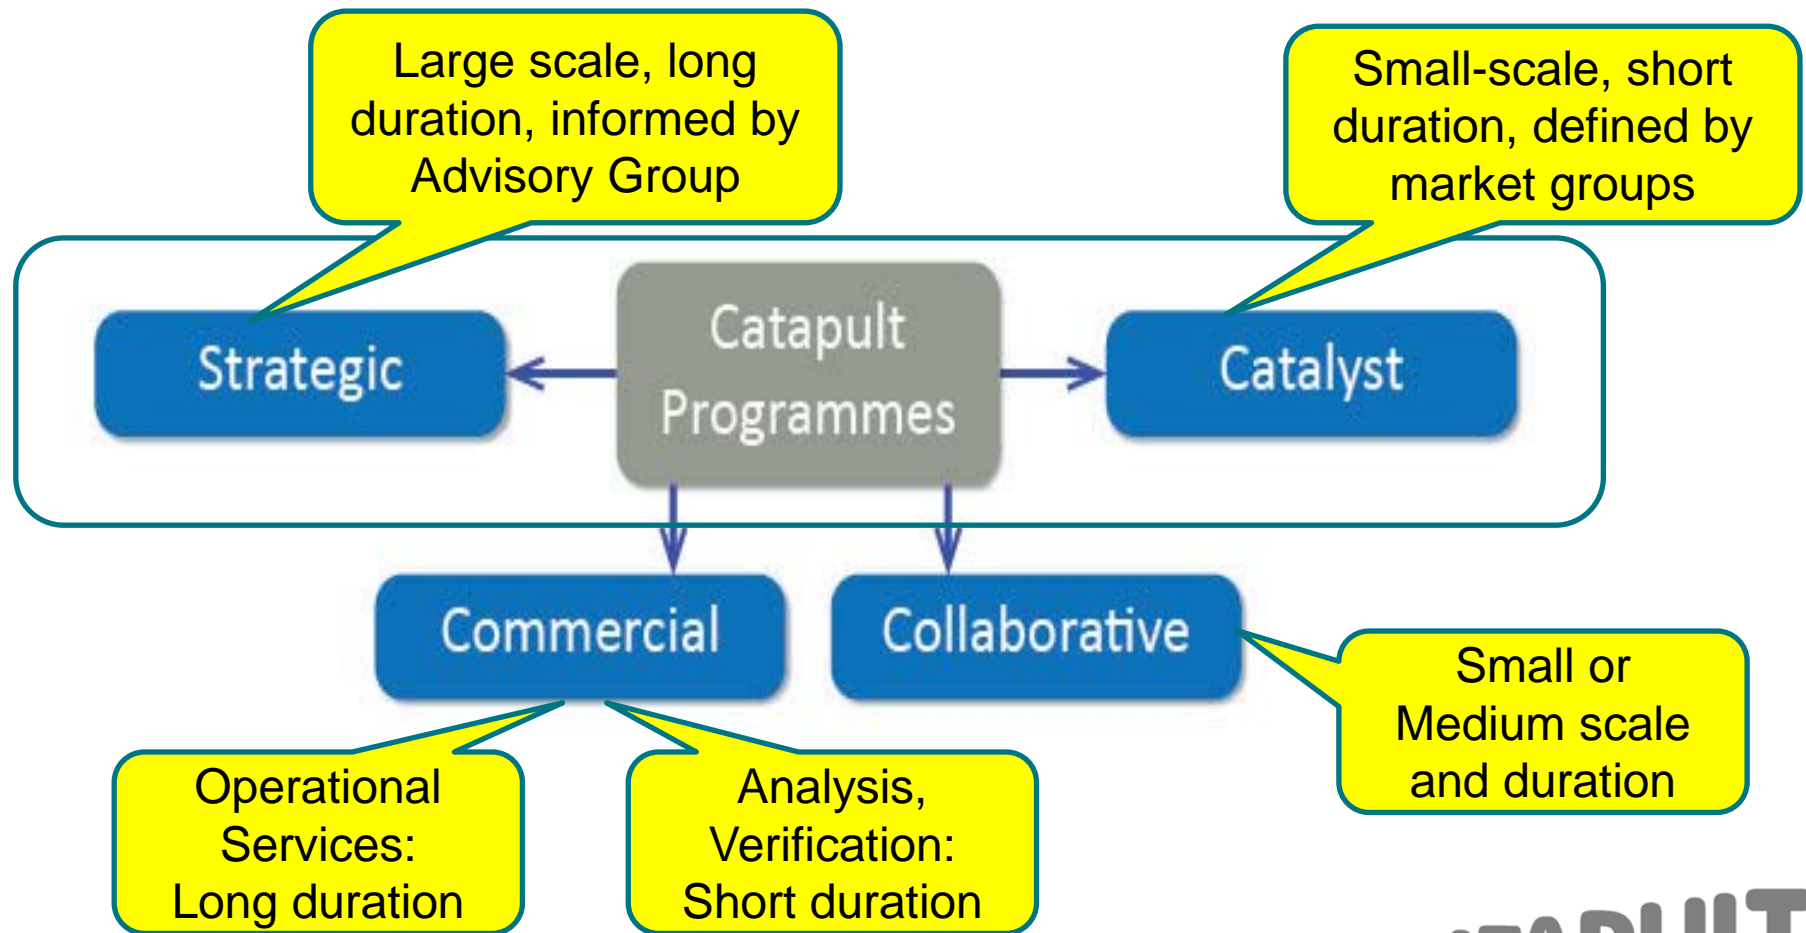 Large scale, long
duration, informed by
Advisory Group
Small-scale, short
duration, defined by
market groups
Strategic
Catapult
Programmes
Catalyst
Commercial
Collaborative
Operational
Services:
Long duration
Analysis,
Verification:
Short duration
Small or
Medium scale
and duration